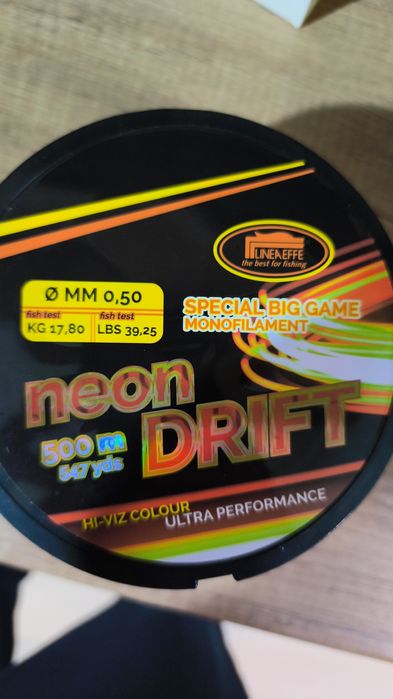 LINEAEFFE
the best for fishing
Ø MM 0,50
fish test
KG 17,80
fish test
LBS 39,25
SPECIAL BIG GAME
MONOFILAMENT
neon
DRIFT
500 m
547 yds
HI-VIZ COLOUR
ULTRA PERFORMANCE